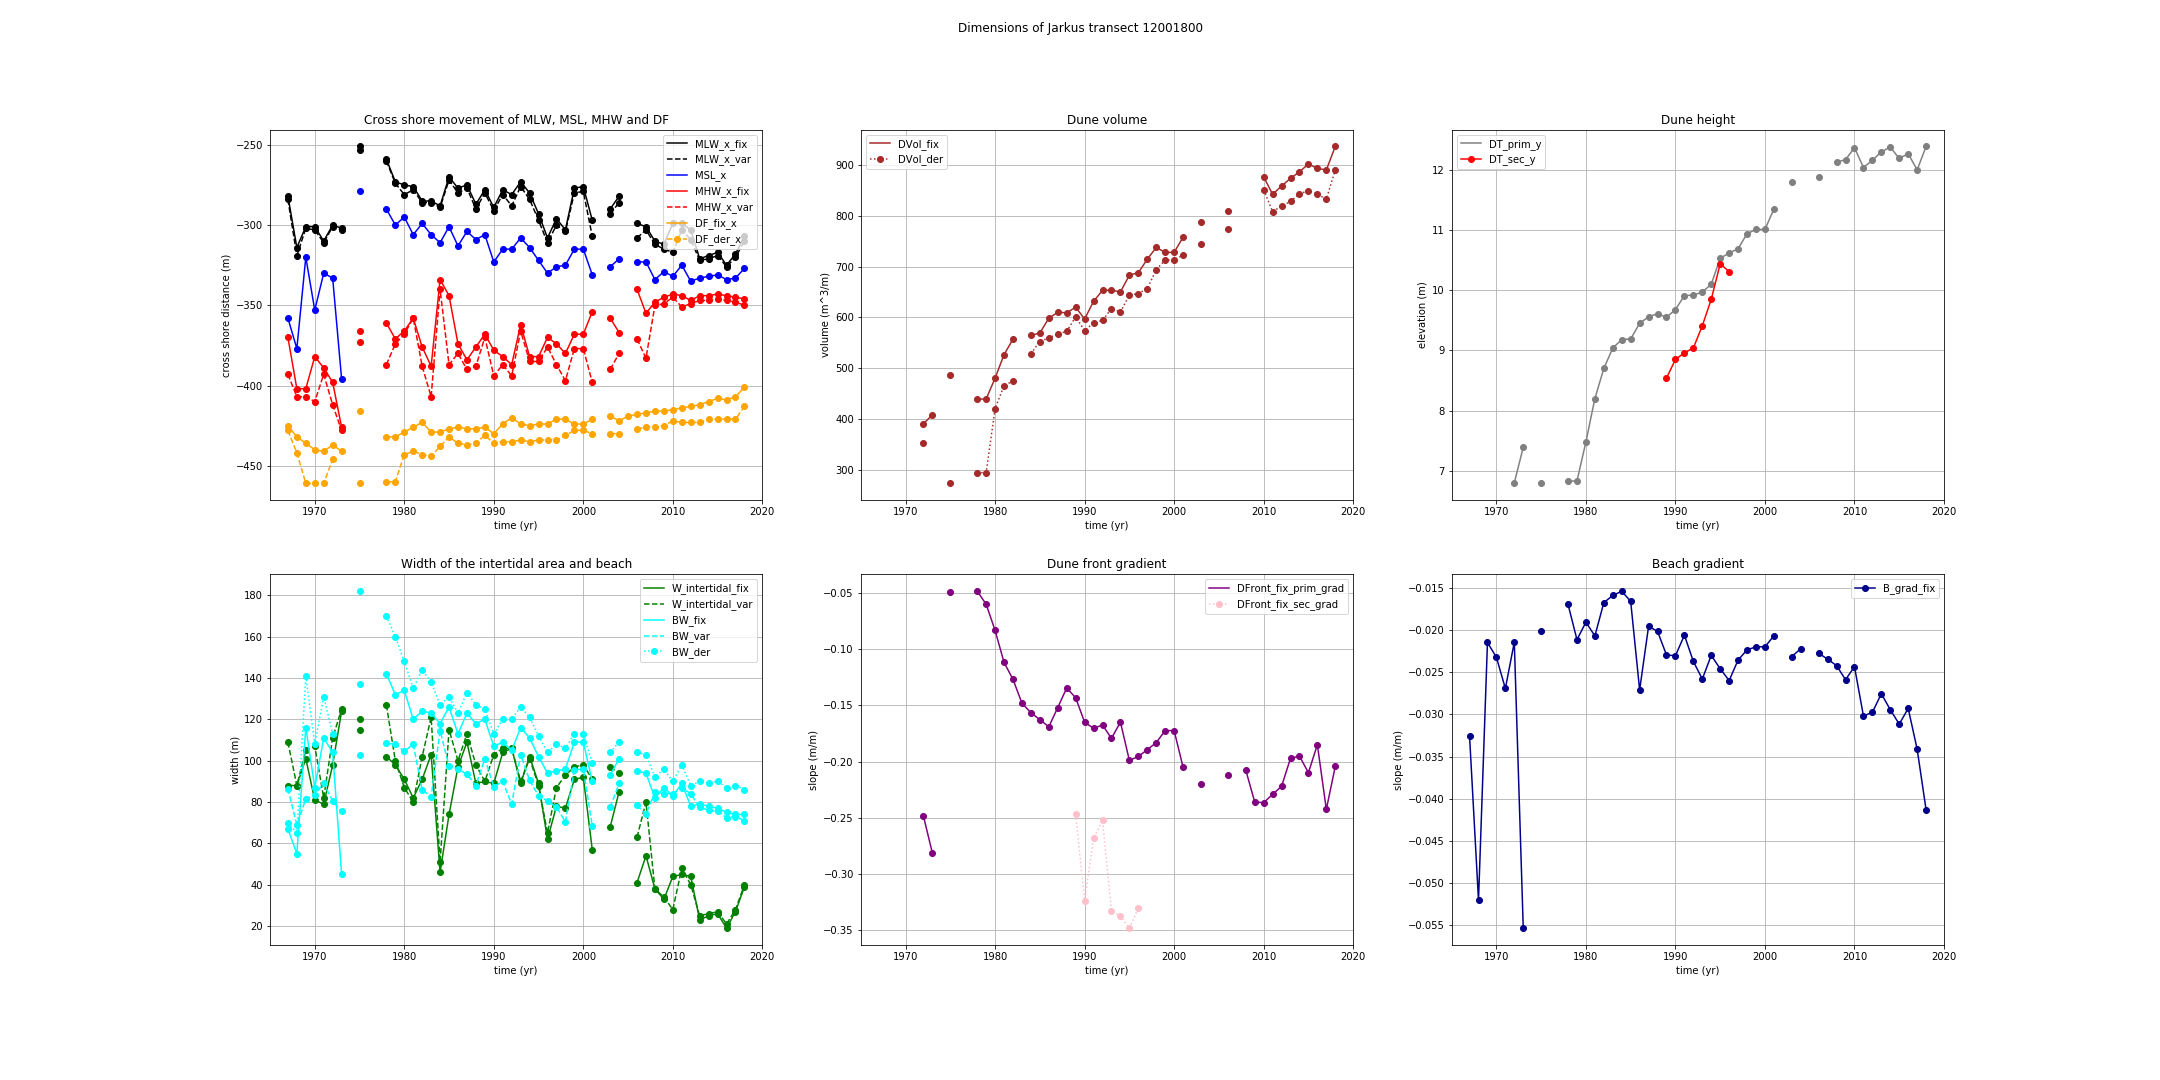 Dimensions of Jarkus transect 12001800
Cross shore movement of MLW, MSL, MHW and DF
cross shore distance (m)
−250
−300
−350
−400
−450
MLW_x_fix
MLW_x_var
MSL_x
MHW_x_fix
MHW_x_var
DF_fix_x
DF_der_x
1970 1980 1990 2000 2010 2020
time (yr)
Dune volume
volume (m^3/m)
900
800
700
600
500
400
300
DVol_fix
DVol_der
1970 1980 1990 2000 2010 2020
time (yr)
Dune height
elevation (m)
12
11
10
9
8
7
DT_prim_y
DT_sec_y
1970 1980 1990 2000 2010 2020
time (yr)
Width of the intertidal area and beach
width (m)
180
160
140
120
100
80
60
40
20
W_intertidal_fix
W_intertidal_var
BW_fix
BW_var
BW_der
1970 1980 1990 2000 2010 2020
time (yr)
Dune front gradient
slope (m/m)
−0.05
−0.10
−0.15
−0.20
−0.25
−0.30
−0.35
DFront_fix_prim_grad
DFront_fix_sec_grad
1970 1980 1990 2000 2010 2020
time (yr)
Beach gradient
slope (m/m)
−0.015
−0.020
−0.025
−0.030
−0.035
−0.040
−0.045
−0.050
−0.055
B_grad_fix
1970 1980 1990 2000 2010 2020
time (yr)